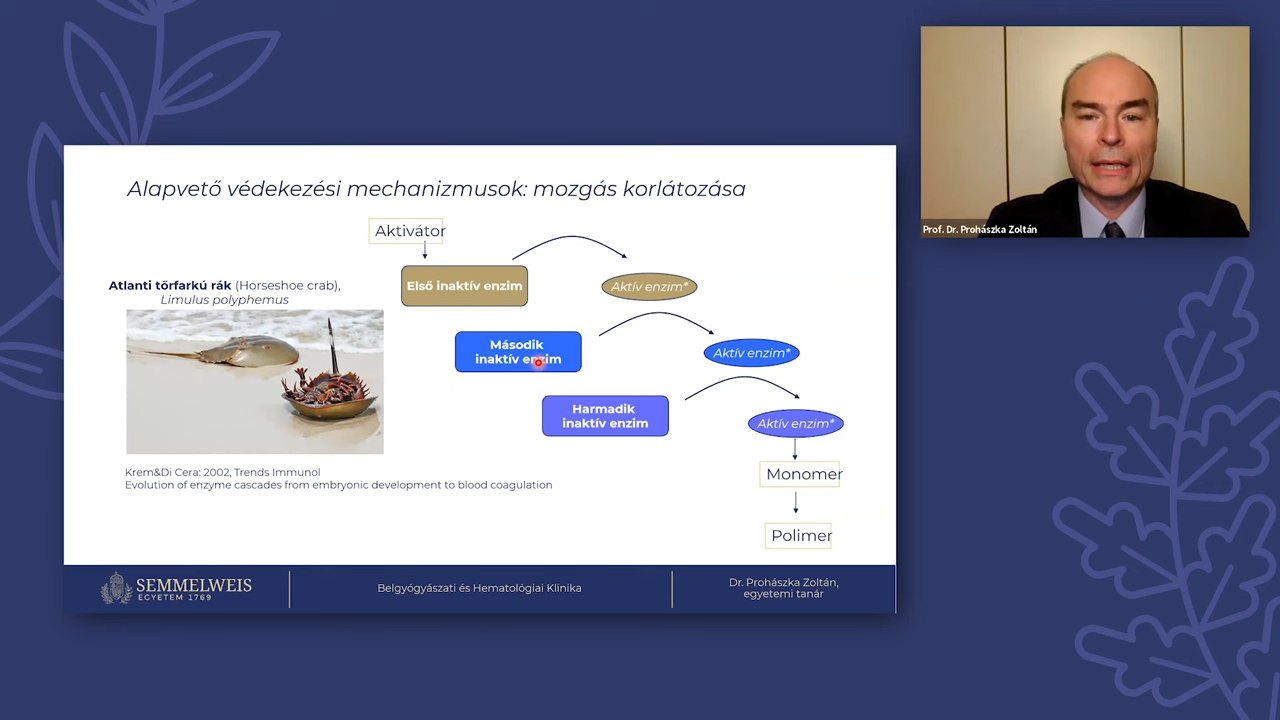 Prof. Dr. Prohászka Zoltán
Alapvető védekezési mechanizmusok: mozgás korlátozása
Aktivátor
Első inaktív enzim
Aktív enzim*
Atlanti tőrfarkú rák (Horseshoe crab),
Limulus polyphemus
Második
inaktív enzim
Aktív enzim*
Harmadik
inaktív enzim
Aktív enzim*
Monomer
Polimer
Krem&Di Cera: 2002, Trends Immunol
Evolution of enzyme cascades from embryonic development to blood coagulation
SEMMELWEIS
EGYETEM 1769
Belgyógyászati és Hematológiai Klinika
Dr. Prohászka Zoltán,
egyetemi tanár